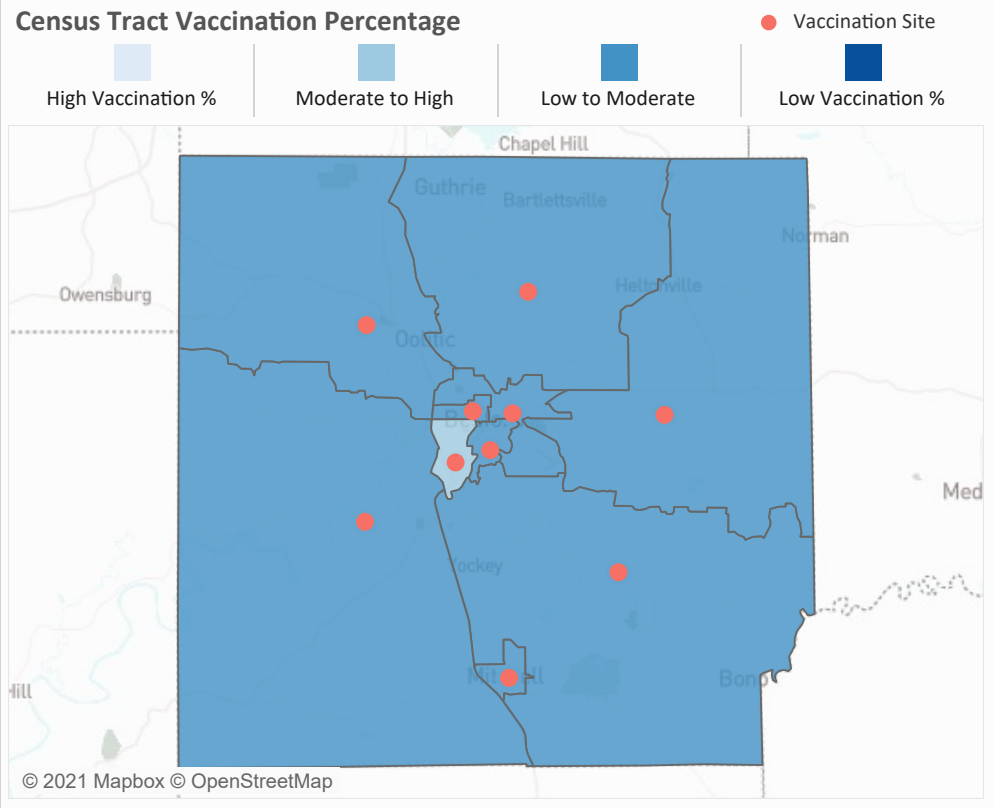 Census Tract Vaccination Percentage
Vaccination Site
High Vaccination %
Moderate to High
Low to Moderate
Low Vaccination %
Chapel Hill
Guthrie
Bartlettsville
Norman
Owensburg
Heltonville
Oolitic
Med
Yockey
Bono
© 2021 Mapbox © OpenStreetMap